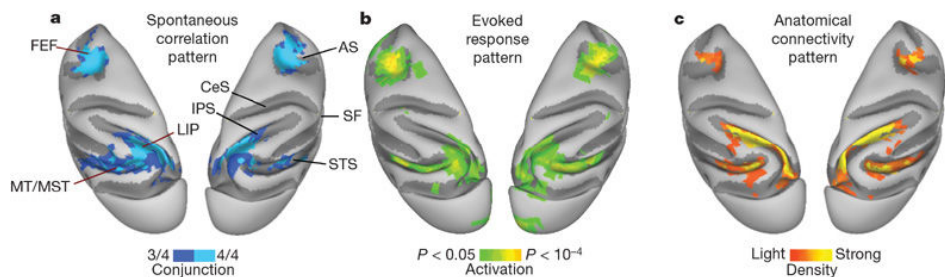 a Spontaneous correlation pattern
FEF
AS
CeS
IPS
SF
LIP
STS
MT/MST
3/4 4/4
Conjunction
b Evoked response pattern
P < 0.05 P < 10⁻⁴
Activation
c Anatomical connectivity pattern
Light Strong
Density